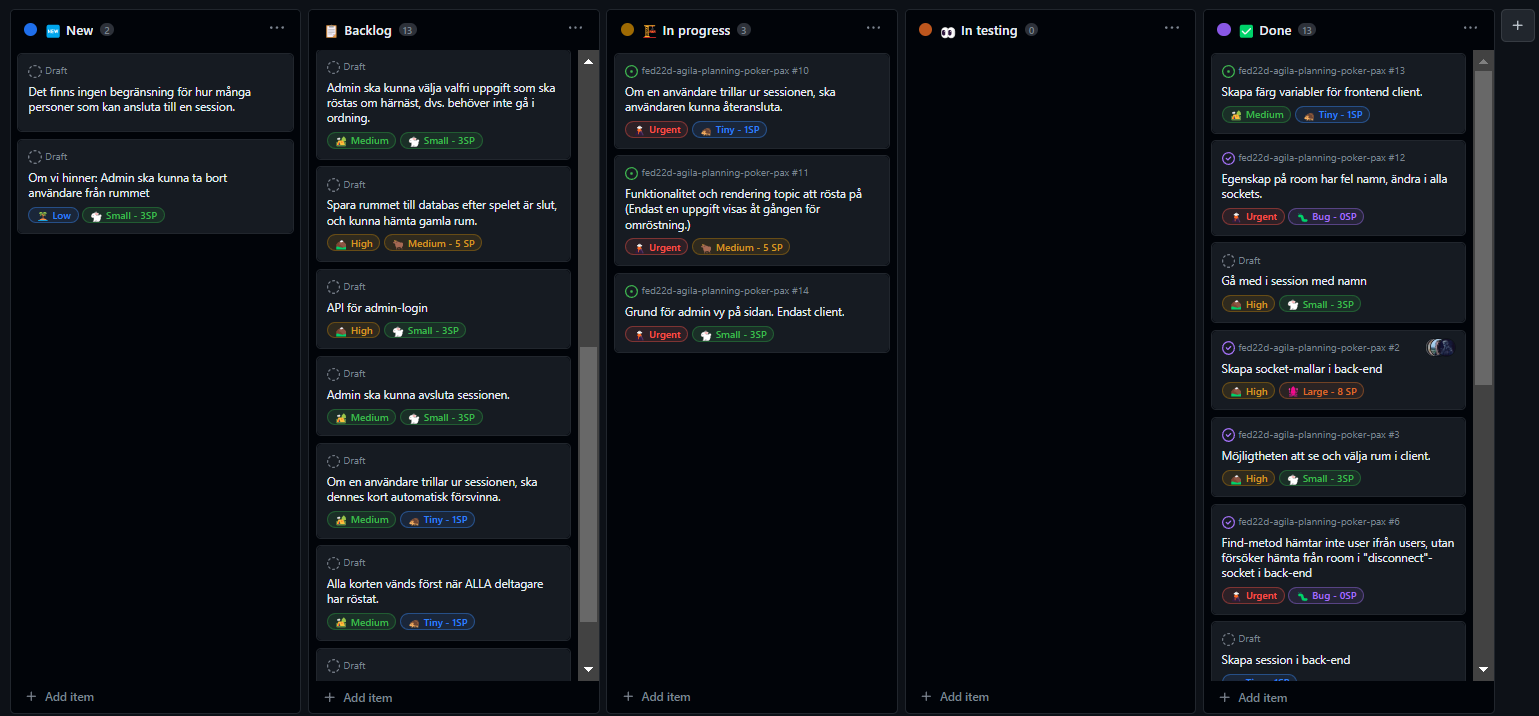 New 2
Draft
Det finns ingen begränsning för hur många
personer som kan ansluta till en session.
Draft
Om vi hinner: Admin ska kunna ta bort
användare från rummet
Low Small - 3SP
+ Add item
Backlog 13
Draft
Admin ska kunna välja valfri uppgift som ska
röstas om härnäst, dvs. behöver inte gå i
ordning.
Medium Small - 3SP
Draft
Spara rummet till databas efter spelet är slut,
och kunna hämta gamla rum.
High Medium - 5 SP
Draft
API för admin-login
High Small - 3SP
Draft
Admin ska kunna avsluta sessionen.
Medium Small - 3SP
Draft
Om en användare trillar ur sessionen, ska
dennes kort automatisk försvinna.
Medium Tiny - 1SP
Draft
Alla korten vänds först när ALLA deltagare
har röstat.
Medium Tiny - 1SP
Draft
+ Add item
In progress 3
fed22d-agila-planning-poker-pax #10
Om en användare trillar ur sessionen, ska
användaren kunna återansluta.
Urgent Tiny - 1SP
fed22d-agila-planning-poker-pax #11
Funktionalitet och rendering topic att rösta på
(Endast en uppgift visas åt gången för
omröstning.)
Urgent Medium - 5 SP
fed22d-agila-planning-poker-pax #14
Grund för admin vy på sidan. Endast client.
Urgent Small - 3SP
+ Add item
In testing 0
+ Add item
Done 13
fed22d-agila-planning-poker-pax #13
Skapa färg variabler för frontend client.
Medium Tiny - 1SP
fed22d-agila-planning-poker-pax #12
Egenskap på room har fel namn, ändra i alla
sockets.
Urgent Bug - 0SP
Draft
Gå med i session med namn
High Small - 3SP
fed22d-agila-planning-poker-pax #2
Skapa socket-mallar i back-end
High Large - 8 SP
fed22d-agila-planning-poker-pax #3
Möjligtheten att se och välja rum i client.
High Small - 3SP
fed22d-agila-planning-poker-pax #6
Find-metod hämtar inte user ifrån users, utan
försöker hämta från room i "disconnect"-
socket i back-end
Urgent Bug - 0SP
Draft
Skapa session i back-end
Tiny - 1SP
+ Add item